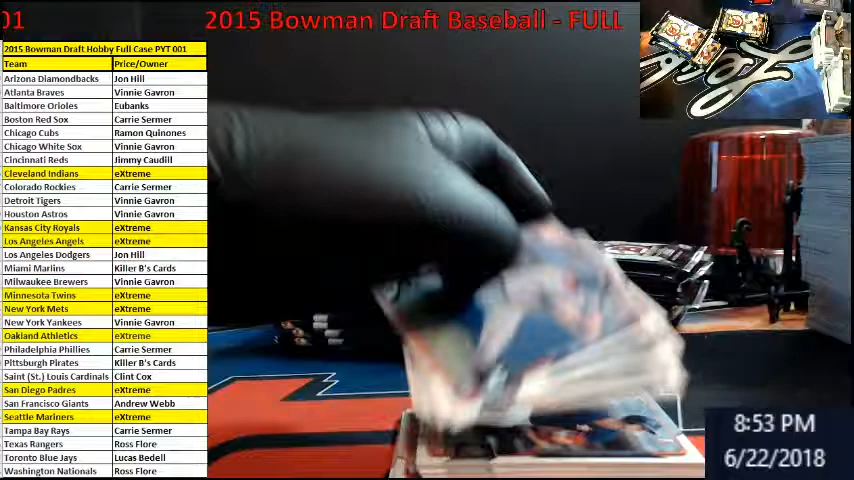 01
2015 Bowman Draft Baseball - FULL
2015 Bowman Draft Hobby Full Case PYT 001
Team Price/Owner
Arizona Diamondbacks Jon Hill
Atlanta Braves Vinnie Gavron
Baltimore Orioles Eubanks
Boston Red Sox Carrie Sermer
Chicago Cubs Ramon Quinones
Chicago White Sox Vinnie Gavron
Cincinnati Reds Jimmy Caudill
Cleveland Indians eXtreme
Colorado Rockies Carrie Sermer
Detroit Tigers Vinnie Gavron
Houston Astros Vinnie Gavron
Kansas City Royals eXtreme
Los Angeles Angels eXtreme
Los Angeles Dodgers Jon Hill
Miami Marlins Killer B's Cards
Milwaukee Brewers Vinnie Gavron
Minnesota Twins eXtreme
New York Mets eXtreme
New York Yankees Vinnie Gavron
Oakland Athletics eXtreme
Philadelphia Phillies Carrie Sermer
Pittsburgh Pirates Killer B's Cards
Saint (St.) Louis Cardinals Clint Cox
San Diego Padres eXtreme
San Francisco Giants Andrew Webb
Seattle Mariners eXtreme
Tampa Bay Rays Carrie Sermer
Texas Rangers Ross Flore
Toronto Blue Jays Lucas Bedell
Washington Nationals Ross Flore
8:53 PM
6/22/2018